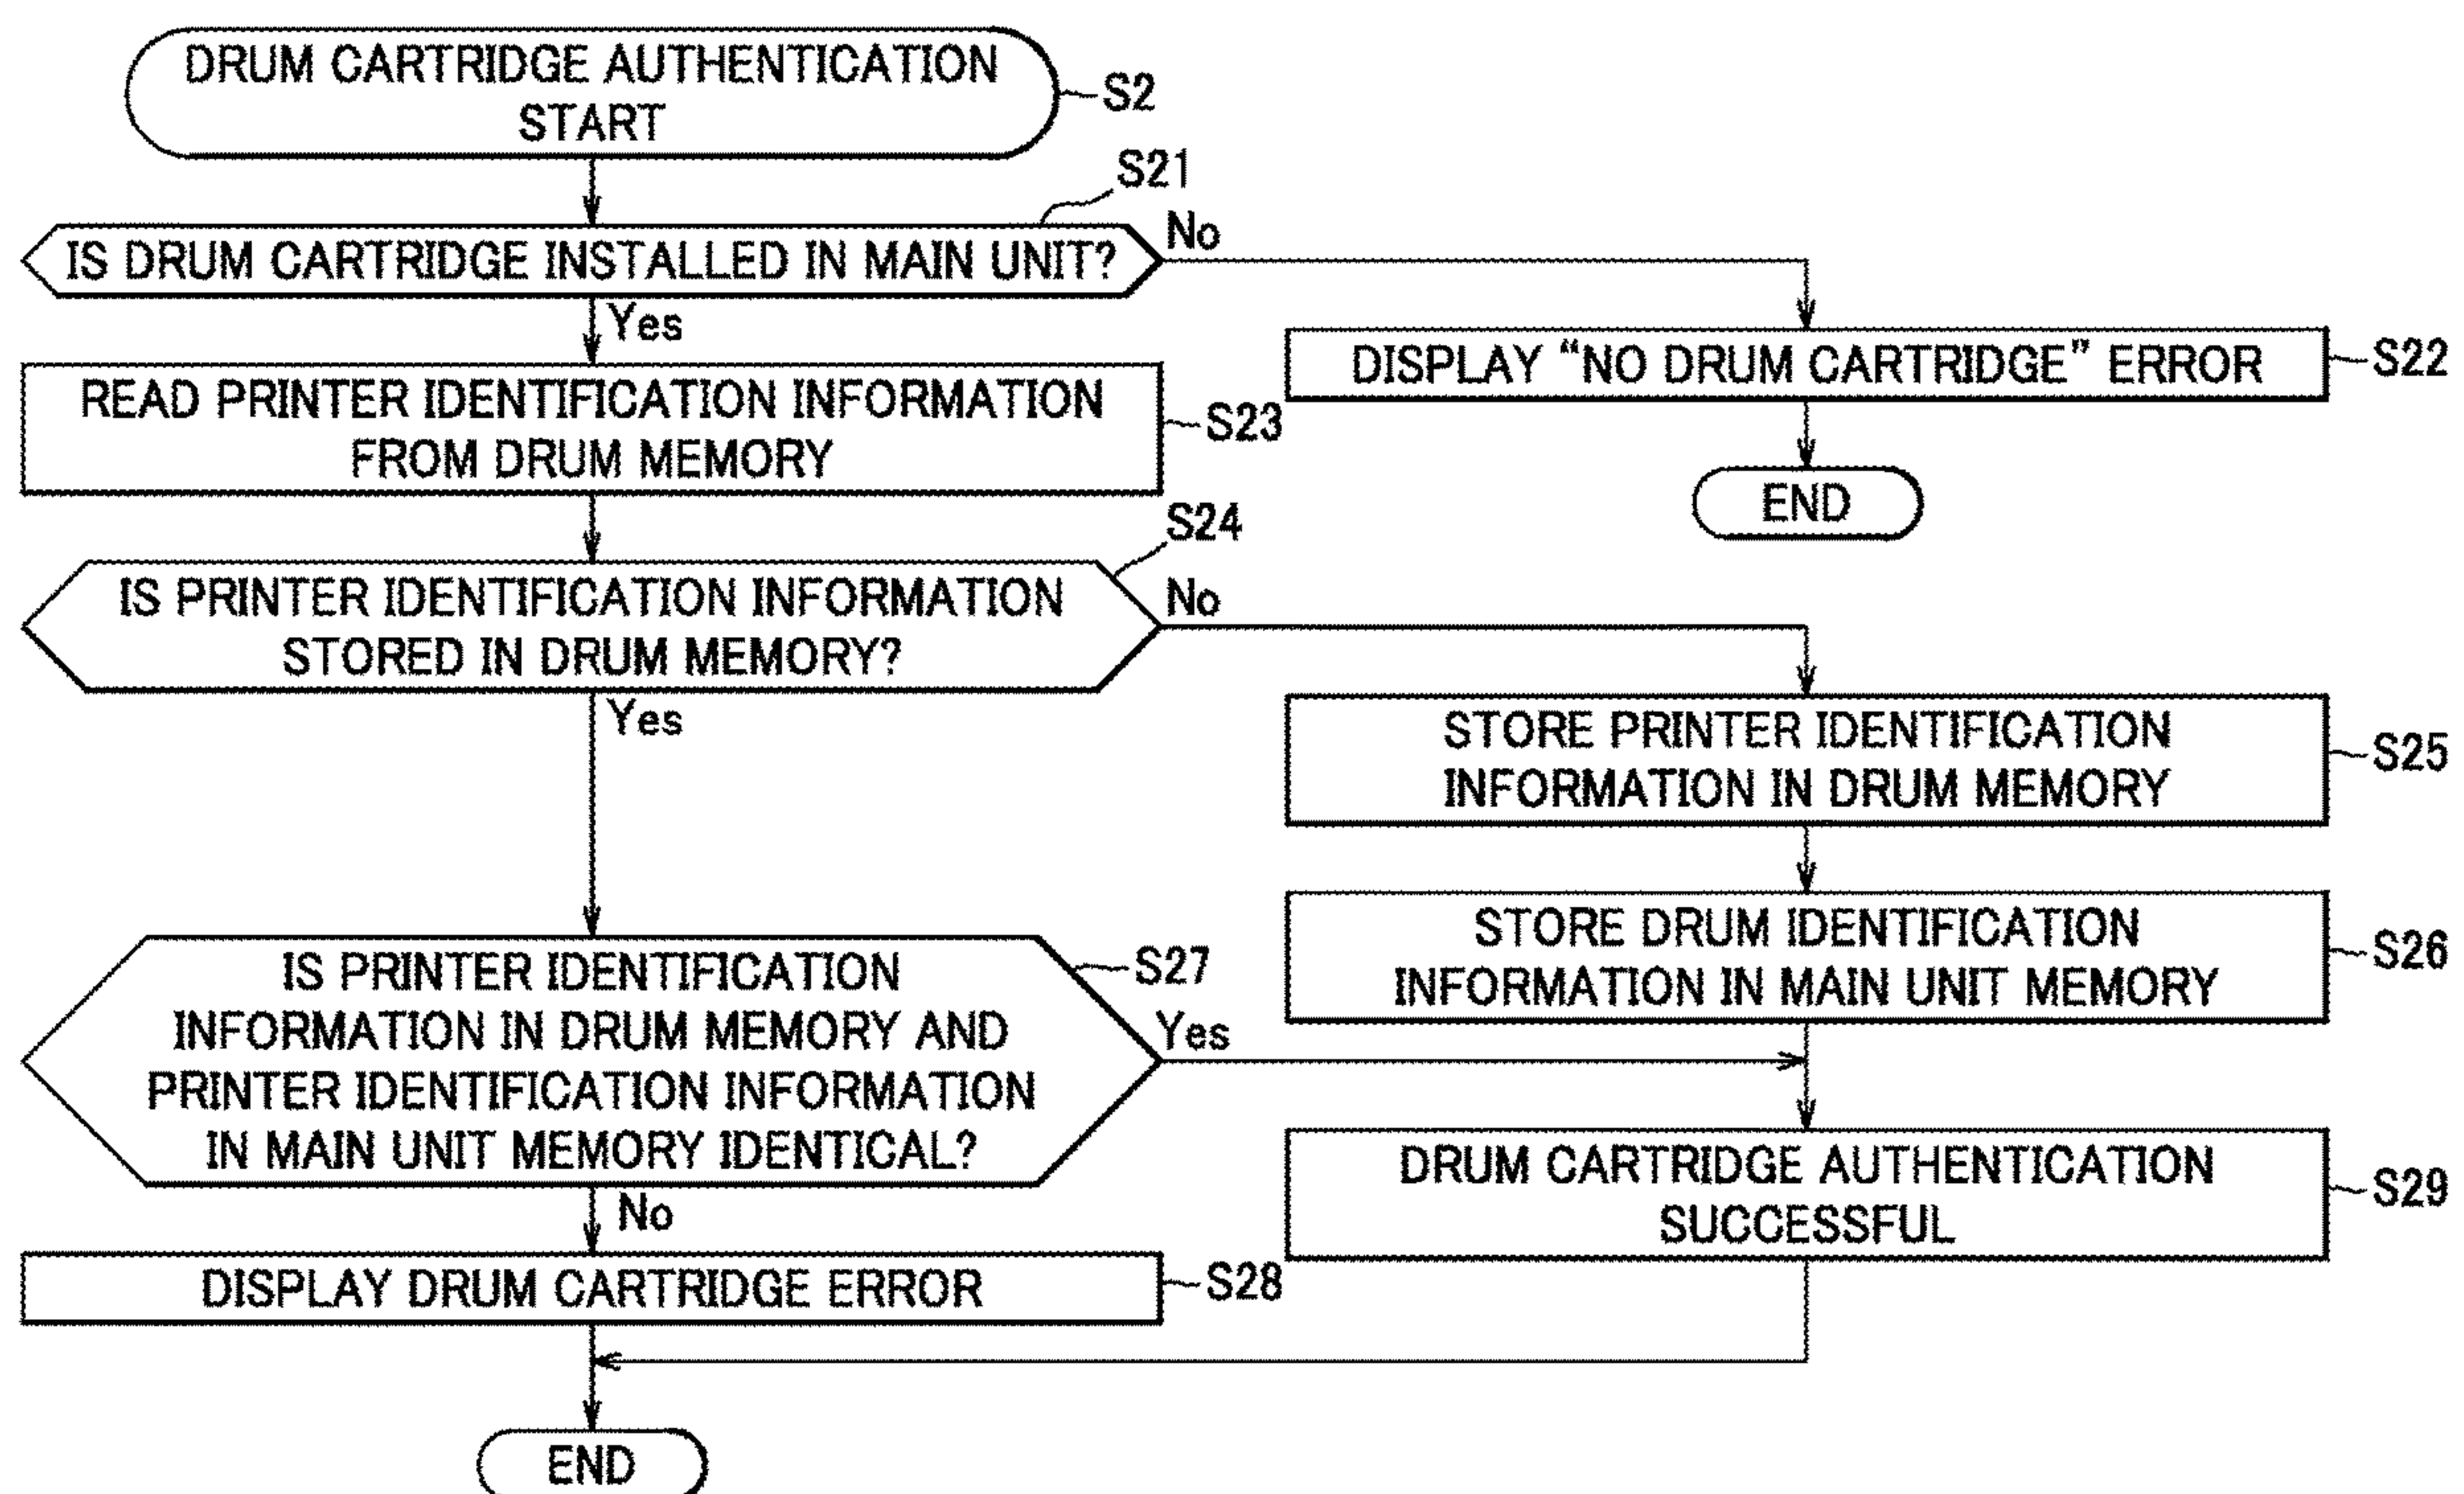 DRUM CARTRIDGE AUTHENTICATION
START
S2
S21
IS DRUM CARTRIDGE INSTALLED IN MAIN UNIT?
No
Yes
DISPLAY “NO DRUM CARTRIDGE” ERROR
S22
END
READ PRINTER IDENTIFICATION INFORMATION
FROM DRUM MEMORY
S23
S24
IS PRINTER IDENTIFICATION INFORMATION
STORED IN DRUM MEMORY?
No
Yes
STORE PRINTER IDENTIFICATION
INFORMATION IN DRUM MEMORY
S25
STORE DRUM IDENTIFICATION
INFORMATION IN MAIN UNIT MEMORY
S26
IS PRINTER IDENTIFICATION
INFORMATION IN DRUM MEMORY AND
PRINTER IDENTIFICATION INFORMATION
IN MAIN UNIT MEMORY IDENTICAL?
S27
Yes
No
DRUM CARTRIDGE AUTHENTICATION
SUCCESSFUL
S29
DISPLAY DRUM CARTRIDGE ERROR
S28
END